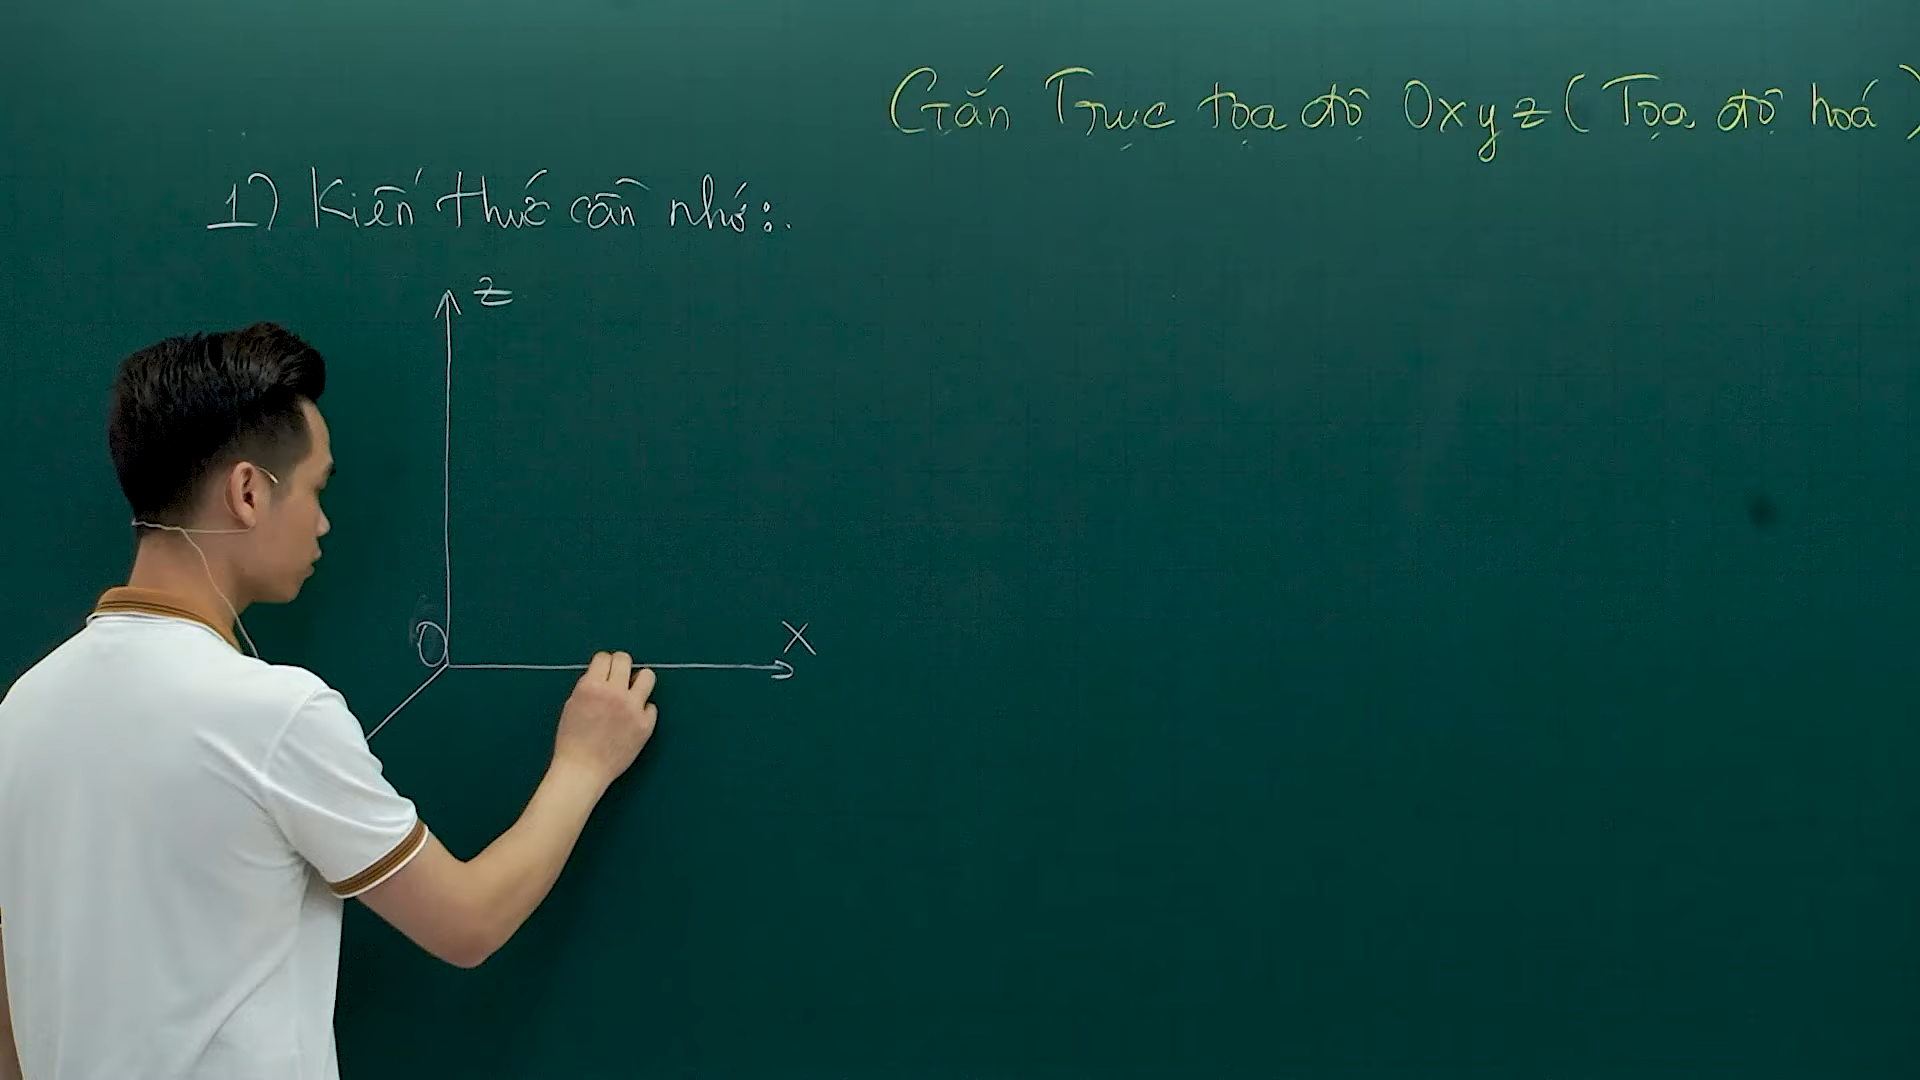 Gắn Trục tọa độ Oxyz (Tọa độ hoá)
1) Kiến thức cần nhớ:
z
O
x